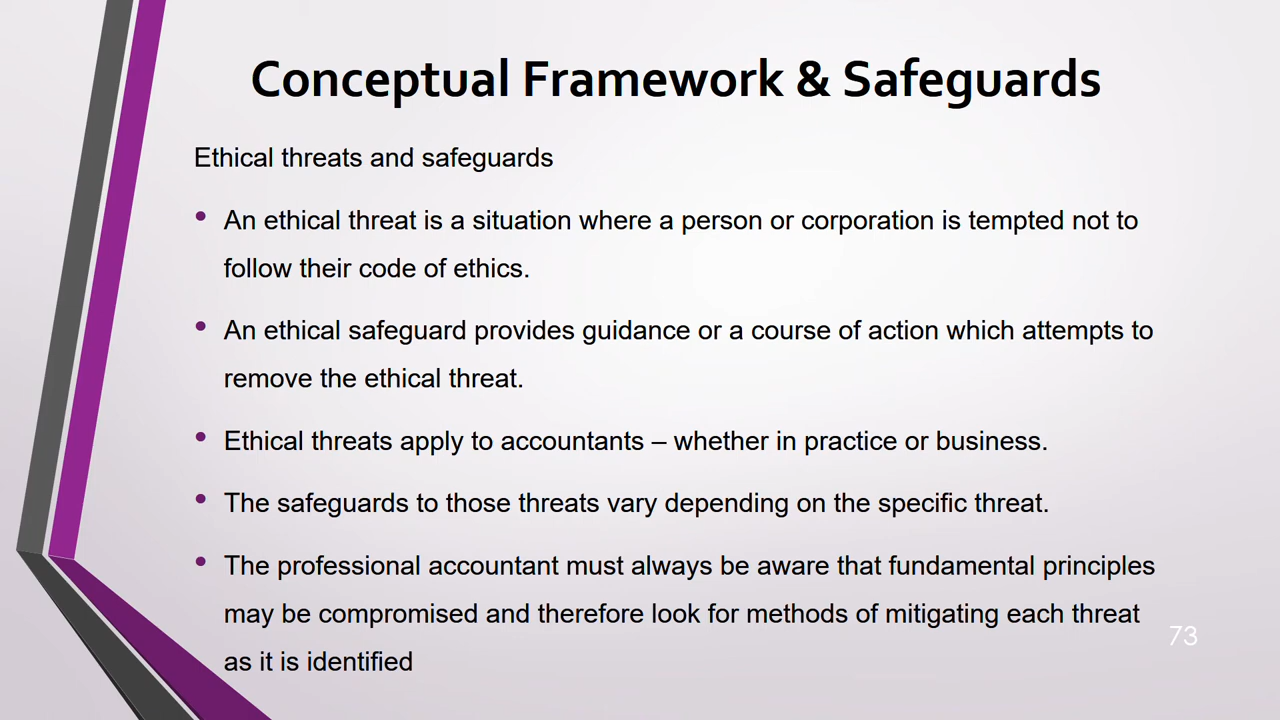 Conceptual Framework & Safeguards
Ethical threats and safeguards
• An ethical threat is a situation where a person or corporation is tempted not to
follow their code of ethics.
• An ethical safeguard provides guidance or a course of action which attempts to
remove the ethical threat.
• Ethical threats apply to accountants – whether in practice or business.
• The safeguards to those threats vary depending on the specific threat.
• The professional accountant must always be aware that fundamental principles
may be compromised and therefore look for methods of mitigating each threat
as it is identified
73